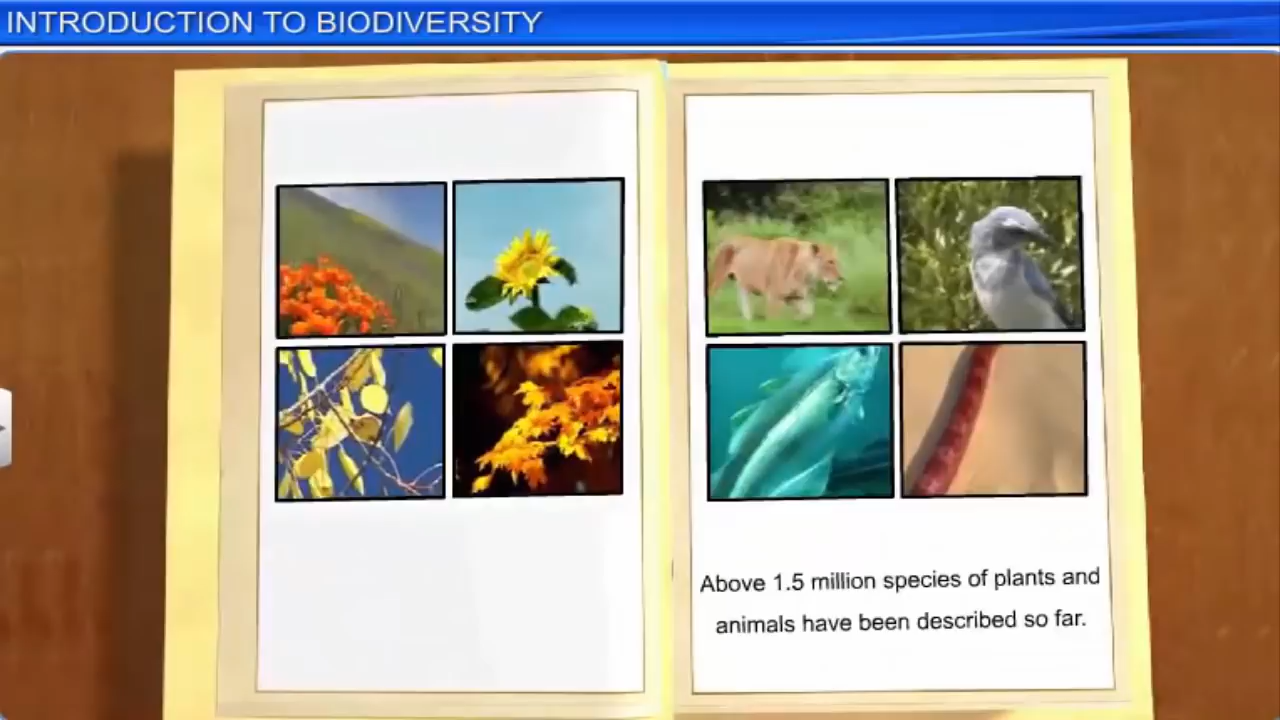 INTRODUCTION TO BIODIVERSITY
Above 1.5 million species of plants and
animals have been described so far.